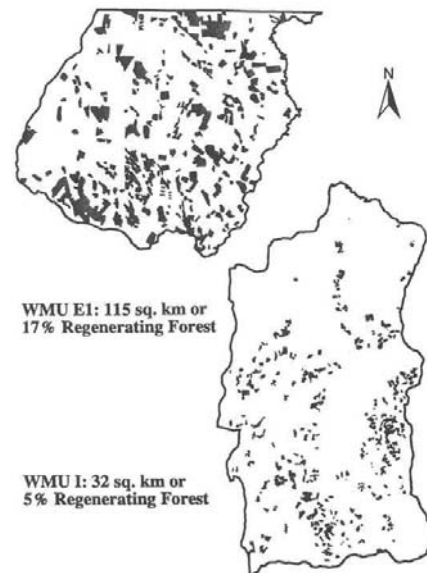 N
WMU E1: 115 sq. km or
17% Regenerating Forest
WMU I: 32 sq. km or
5% Regenerating Forest